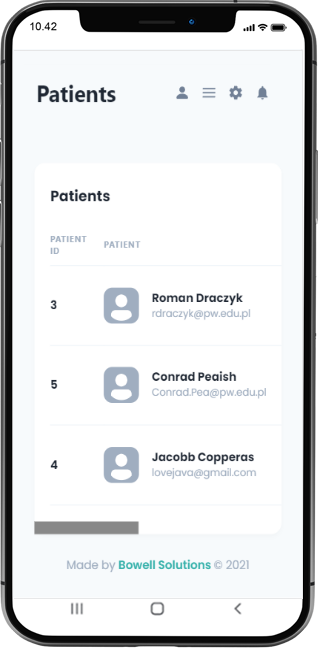 10.42
Patients
Patients
PATIENT
ID
PATIENT
3
Roman Draczyk
rdraczyk@pw.edu.pl
5
Conrad Peaish
Conrad.Pea@pw.edu.pl
4
Jacobb Copperas
lovejava@gmail.com
Made by Bowell Solutions © 2021